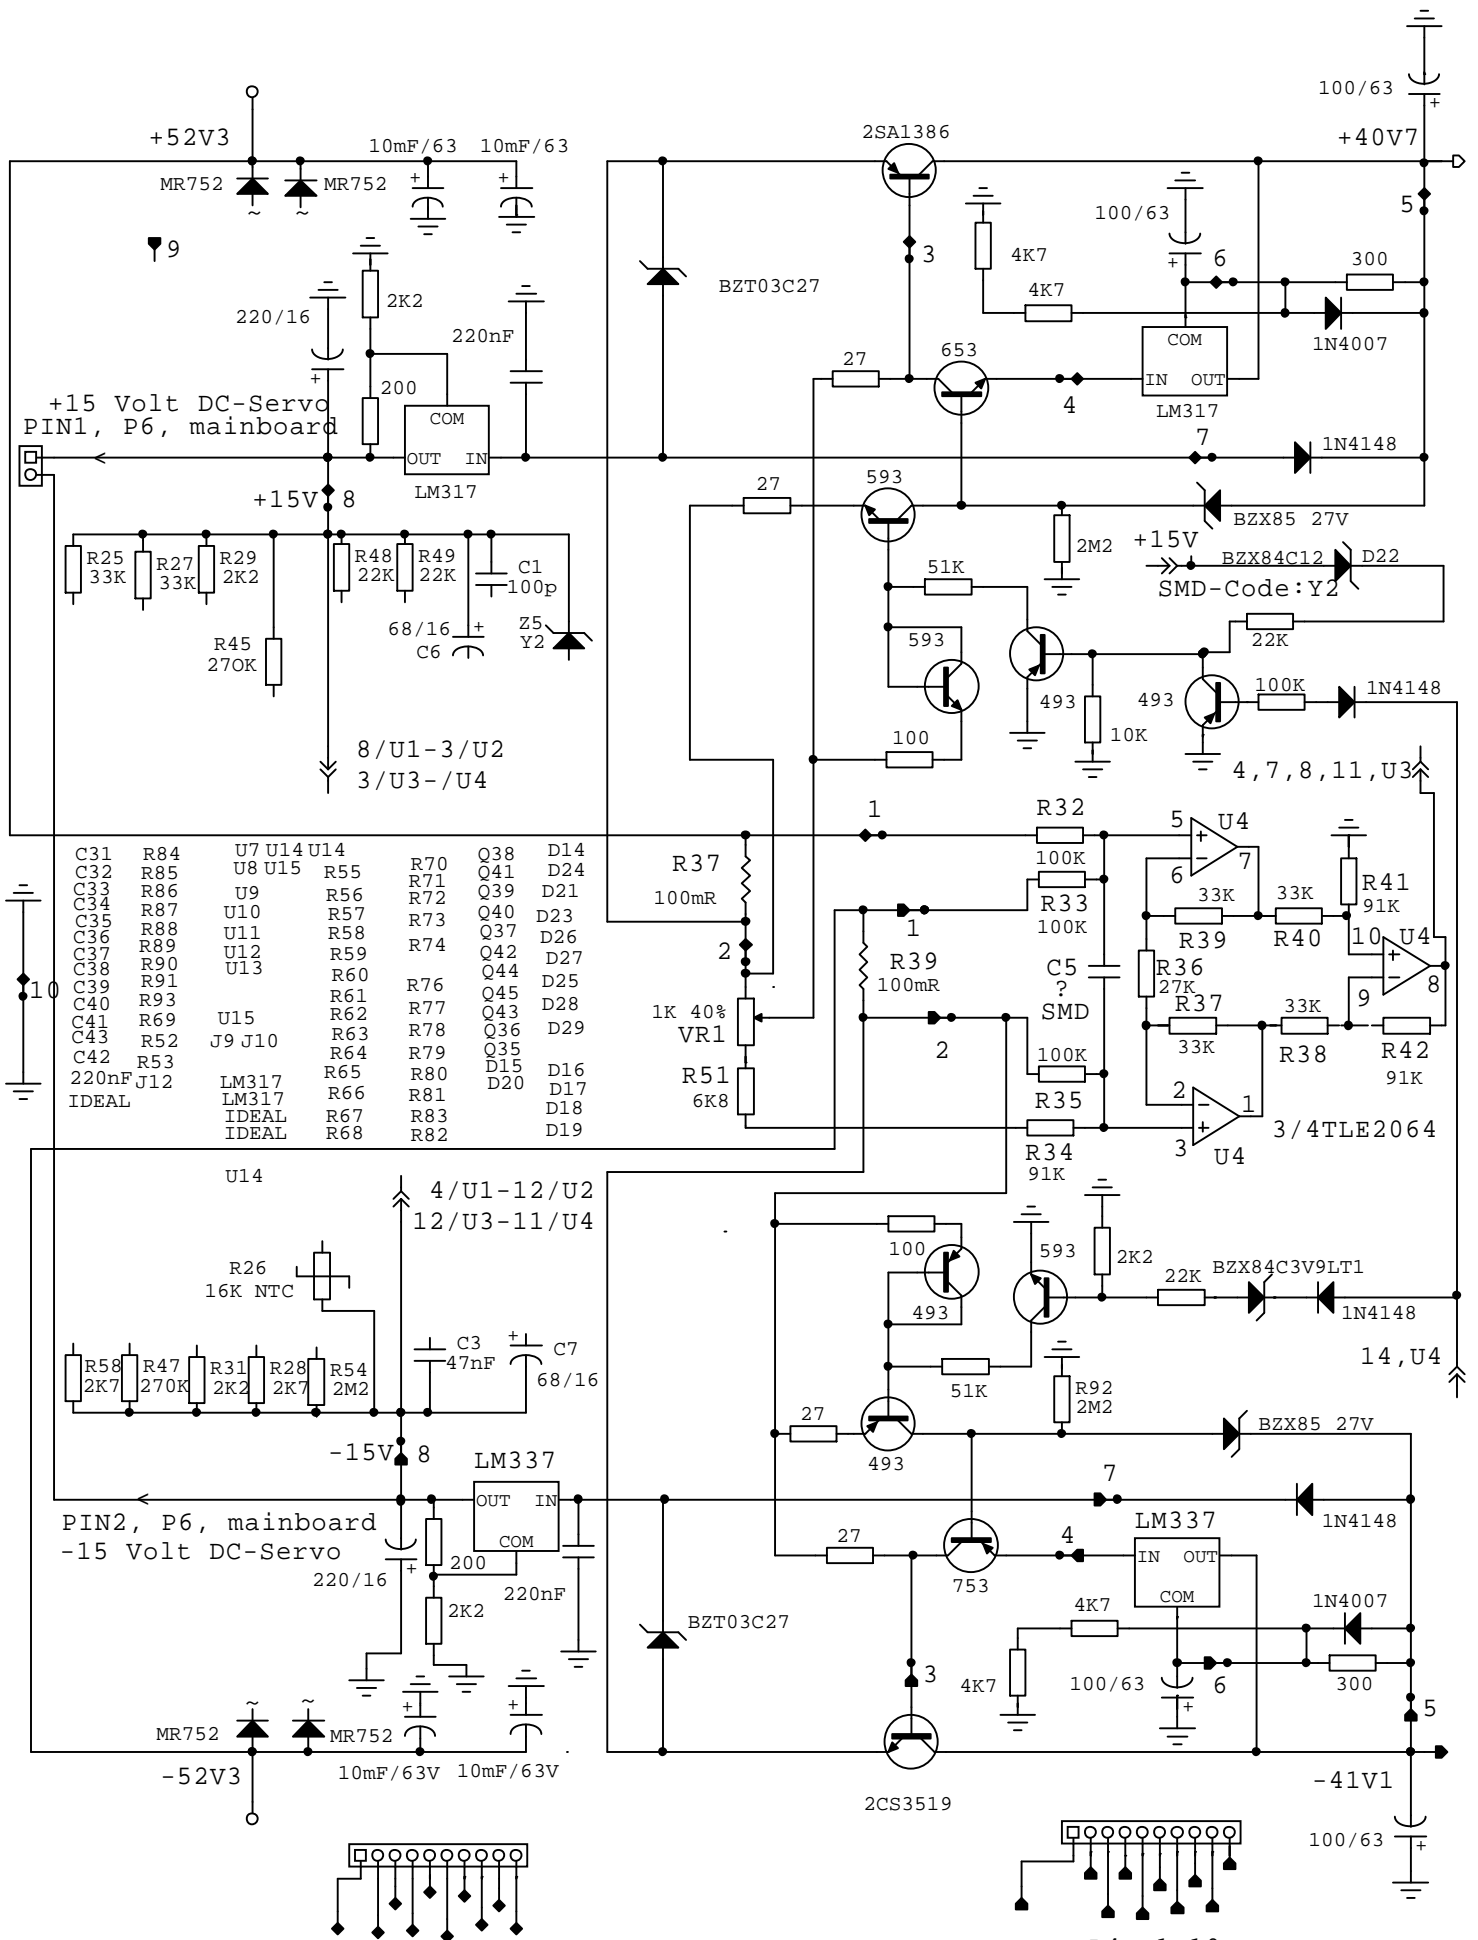 100/63
+
+52V3
10mF/63
10mF/63
2SA1386
+40V7
MR752
MR752
+
+
~
~
9
100/63
5
3
4K7
6
300
2K2
BZT03C27
4K7
+
220/16
220nF
COM
1N4007
+
200
27
653
IN OUT
+15 Volt DC-Servo
4
LM317
PIN1, P6, mainboard
COM
7
1N4148
OUT IN
LM317
27
593
+15V
8
BZX85 27V
2M2
+15V
R25
33K
R27
33K
R29
2K2
R48
22K
R49
22K
C1
100p
51K
BZX84C12
D22
SMD-Code:Y2
68/16
+
C6
Z5
Y2
R45
270K
593
22K
493
493
100K
1N4148
100
10K
8/U1-3/U2
3/U3-/U4
4,7,8,11,U3
1
R32
5
U4
C31
C32
C33
C34
C35
C36
C37
C38
C39
C40
C41
C43
C42
220nF
IDEAL
R84
R85
R86
R87
R88
R89
R90
R91
R93
R69
R52
R53
J12
U7 U14 U14
U8 U15
U9
U10
U11
U12
U13
U15
J9 J10
LM317
LM317
IDEAL
IDEAL
U14
R55
R56
R57
R58
R59
R60
R61
R62
R63
R64
R65
R66
R67
R68
R70
R71
R72
R73
R74
R76
R77
R78
R79
R80
R81
R83
R82
Q38
Q41
Q39
Q40
Q37
Q42
Q44
Q45
Q43
Q36
Q35
D15
D20
D14
D24
D21
D23
D26
D27
D25
D28
D29
D16
D17
D18
D19
R37
100mR
100K
R33
100K
+
7
6
-
33K
33K
R41
91K
1
R39
R40
10
U4
2
R39
100mR
C5
?
SMD
R36
27K
+
9
-
8
10
1K 40%
VR1
R37
33K
33K
R38
R42
91K
2
100K
R35
R51
6K8
2
-
1
+
3
U4
3/4TLE2064
R34
91K
4/U1-12/U2
12/U3-11/U4
100
593
2K2
BZX84C3V9LT1
R26
16K NTC
22K
493
1N4148
R58
2K7
R47
270K
R31
2K2
R28
2K7
R54
2M2
C3
47nF
+
C7
68/16
14,U4
51K
R92
2M2
27
BZX85 27V
-15V
8
LM337
493
7
OUT IN
COM
PIN2, P6, mainboard
-15 Volt DC-Servo
LM337
1N4148
27
4
IN OUT
COM
220/16
+
200
220nF
753
2K2
BZT03C27
4K7
1N4007
3
4K7
100/63
+
6
300
~
~
+
+
5
MR752
MR752
-52V3
10mF/63V
10mF/63V
-41V1
2CS3519
100/63
+